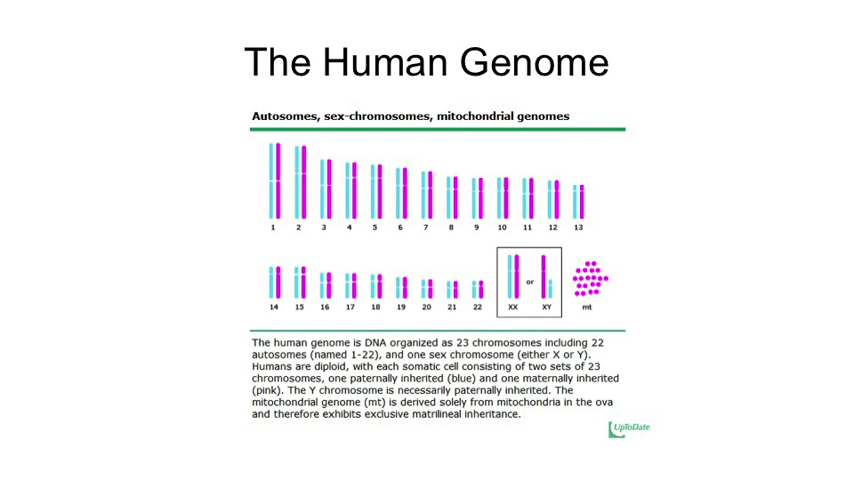 The Human Genome
Autosomes, sex-chromosomes, mitochondrial genomes
1 2 3 4 5 6 7 8 9 10 11 12 13
14 15 16 17 18 19 20 21 22 XX or XY mt
The human genome is DNA organized as 23 chromosomes including 22
autosomes (named 1-22), and one sex chromosome (either X or Y).
Humans are diploid, with each somatic cell consisting of two sets of 23
chromosomes, one paternally inherited (blue) and one maternally inherited
(pink). The Y chromosome is necessarily paternally inherited. The
mitochondrial genome (mt) is derived solely from mitochondria in the ova
and therefore exhibits exclusive matrilineal inheritance.
UpToDate